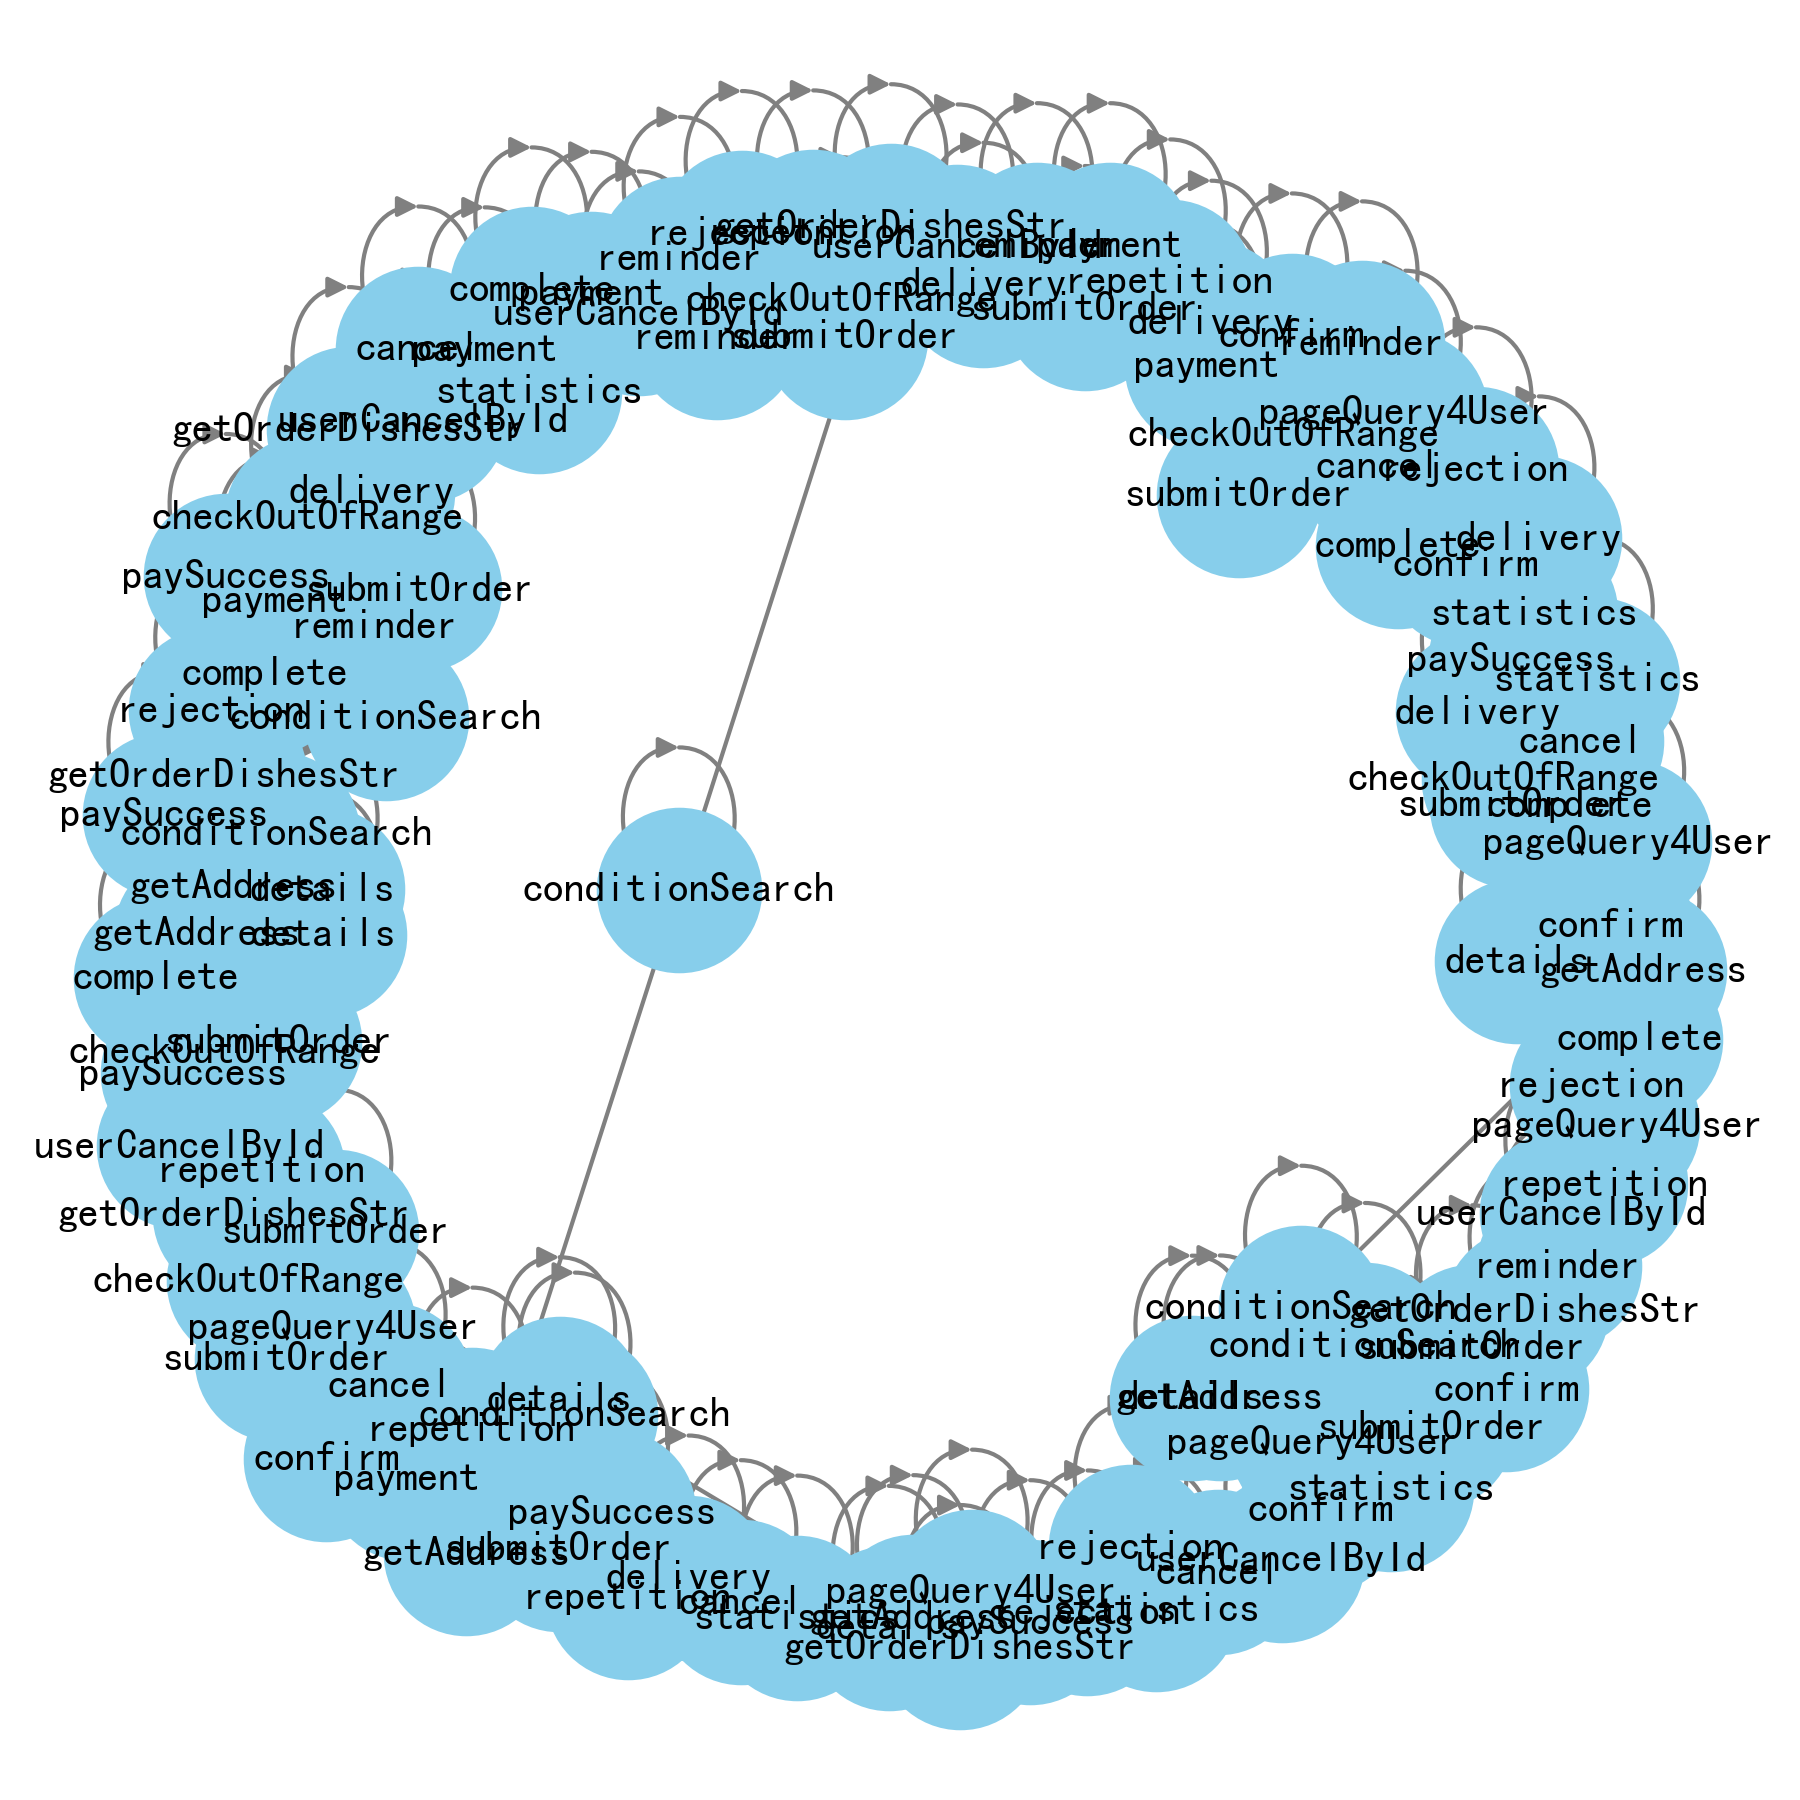 getOrderDishesStr
rejection
repetition
userCancelById
reminder
payment
reminder
repetition
delivery
complete
payment
checkOutOfRange
userCancelById
submitOrder
delivery
confirm
reminder
reminder
submitOrder
cancel
payment
payment
statistics
pageQuery4User
getOrderDishesStr
userCancelById
checkOutOfRange
cancel
rejection
delivery
submitOrder
checkOutOfRange
complete
delivery
confirm
paySuccess
submitOrder
payment
statistics
reminder
paySuccess
complete
statistics
rejection
conditionSearch
delivery
cancel
getOrderDishesStr
checkOutOfRange
paySuccess
submitOrder
complete
conditionSearch
pageQuery4User
getAddress
details
conditionSearch
getAddress
details
confirm
complete
details
getAddress
submitOrder
checkOutOfRange
complete
paySuccess
rejection
userCancelById
pageQuery4User
repetition
repetition
getOrderDishesStr
userCancelById
submitOrder
checkOutOfRange
reminder
pageQuery4User
conditionSearch
getOrderDishesStr
submitOrder
conditionSearch
submitOrder
cancel
details
details
getAddress
confirm
conditionSearch
repetition
submitOrder
confirm
pageQuery4User
payment
statistics
paySuccess
confirm
getAddress
submitOrder
rejection
userCancelById
delivery
cancel
repetition
pageQuery4User
cancel
statistics
getAddress
rejection
statistics
details
paySuccess
getOrderDishesStr